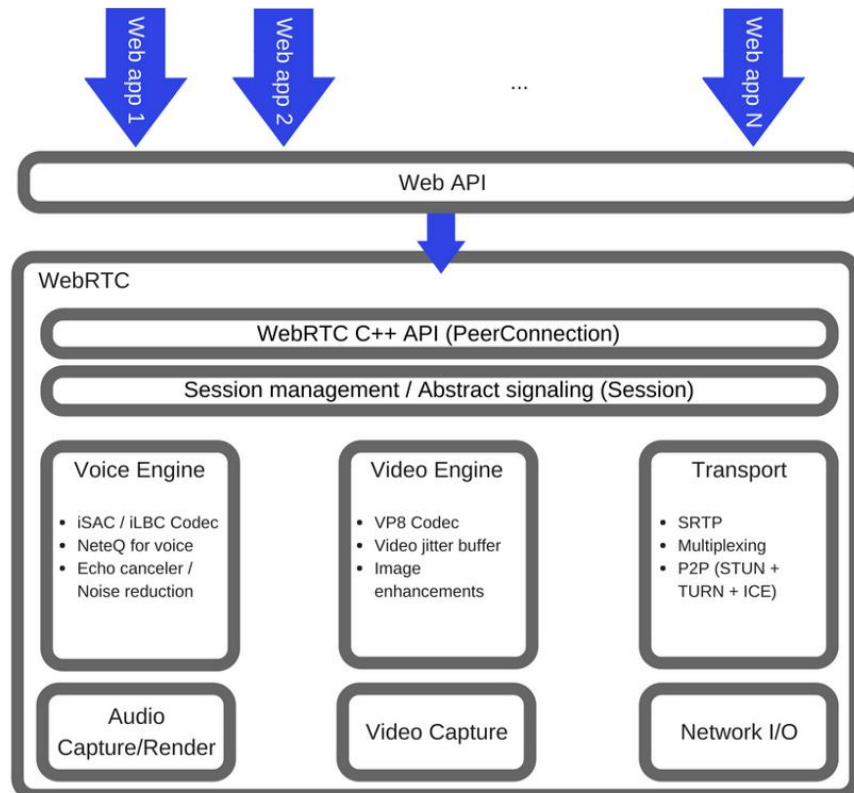 Web app 1
Web app 2
...
Web app N
Web API
WebRTC
WebRTC C++ API (PeerConnection)
Session management / Abstract signaling (Session)
Voice Engine
• iSAC / iLBC Codec
• NeteQ for voice
• Echo canceler /
Noise reduction
Video Engine
• VP8 Codec
• Video jitter buffer
• Image
enhancements
Transport
• SRTP
• Multiplexing
• P2P (STUN +
TURN + ICE)
Audio
Capture/Render
Video Capture
Network I/O